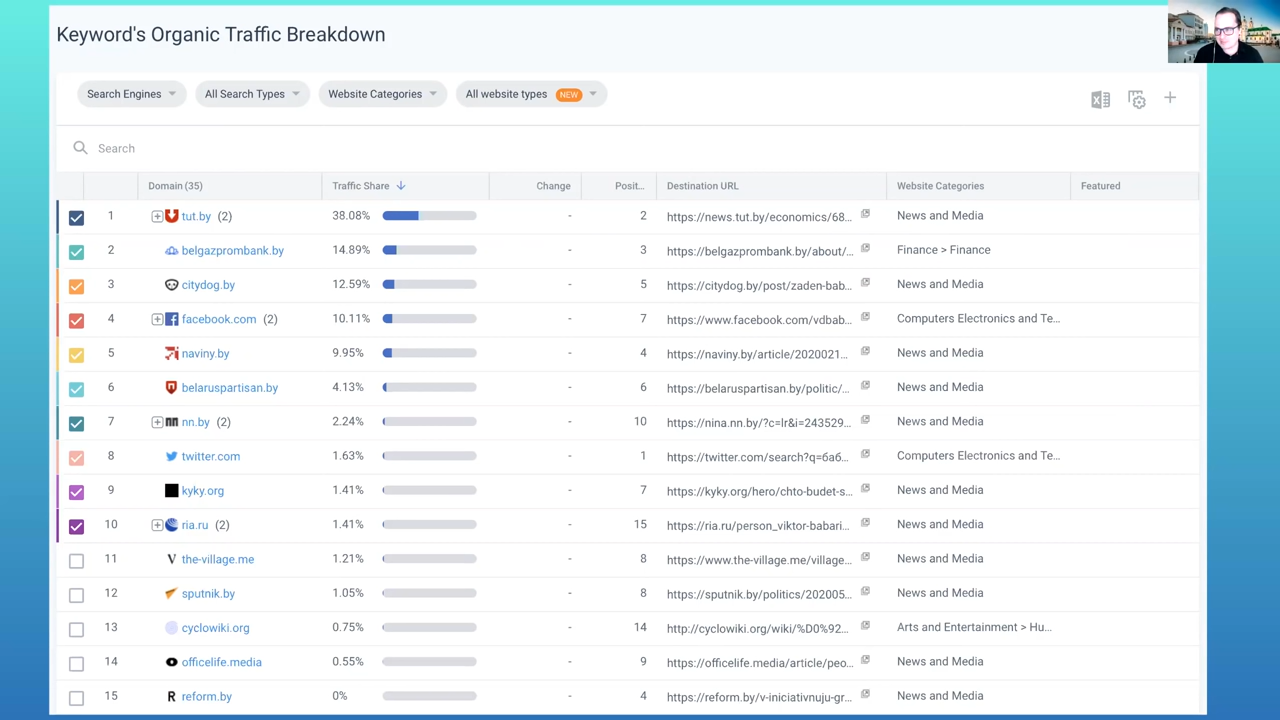 Keyword's Organic Traffic Breakdown
Search Engines All Search Types Website Categories All website types NEW
Search
Domain (35) Traffic Share Change Posit... Destination URL Website Categories Featured
1 tut.by (2) 38.08% - 2 https://news.tut.by/economics/68... News and Media
2 belgazprombank.by 14.89% - 3 https://belgazprombank.by/about/... Finance > Finance
3 citydog.by 12.59% - 5 https://citydog.by/post/zaden-bab... News and Media
4 facebook.com (2) 10.11% - 7 https://www.facebook.com/vdbab... Computers Electronics and Te...
5 naviny.by 9.95% - 4 https://naviny.by/article/2020021... News and Media
6 belaruspartisan.by 4.13% - 6 https://belaruspartisan.by/politic/... News and Media
7 nn.by (2) 2.24% - 10 https://nina.nn.by/?c=lr&i=243529... News and Media
8 twitter.com 1.63% - 1 https://twitter.com/search?q=6a6... Computers Electronics and Te...
9 kyky.org 1.41% - 7 https://kyky.org/hero/chto-budet-s... News and Media
10 ria.ru (2) 1.41% - 15 https://ria.ru/person_viktor-babari... News and Media
11 the-village.me 1.21% - 8 https://www.the-village.me/village... News and Media
12 sputnik.by 1.05% - 8 https://sputnik.by/politics/202005... News and Media
13 cyclowiki.org 0.75% - 14 http://cyclowiki.org/wiki/%D0%92... Arts and Entertainment > Hu...
14 officelife.media 0.55% - 9 https://officelife.media/article/peo... News and Media
15 reform.by 0% - 4 https://reform.by/v-iniciativnuju-gr... News and Media